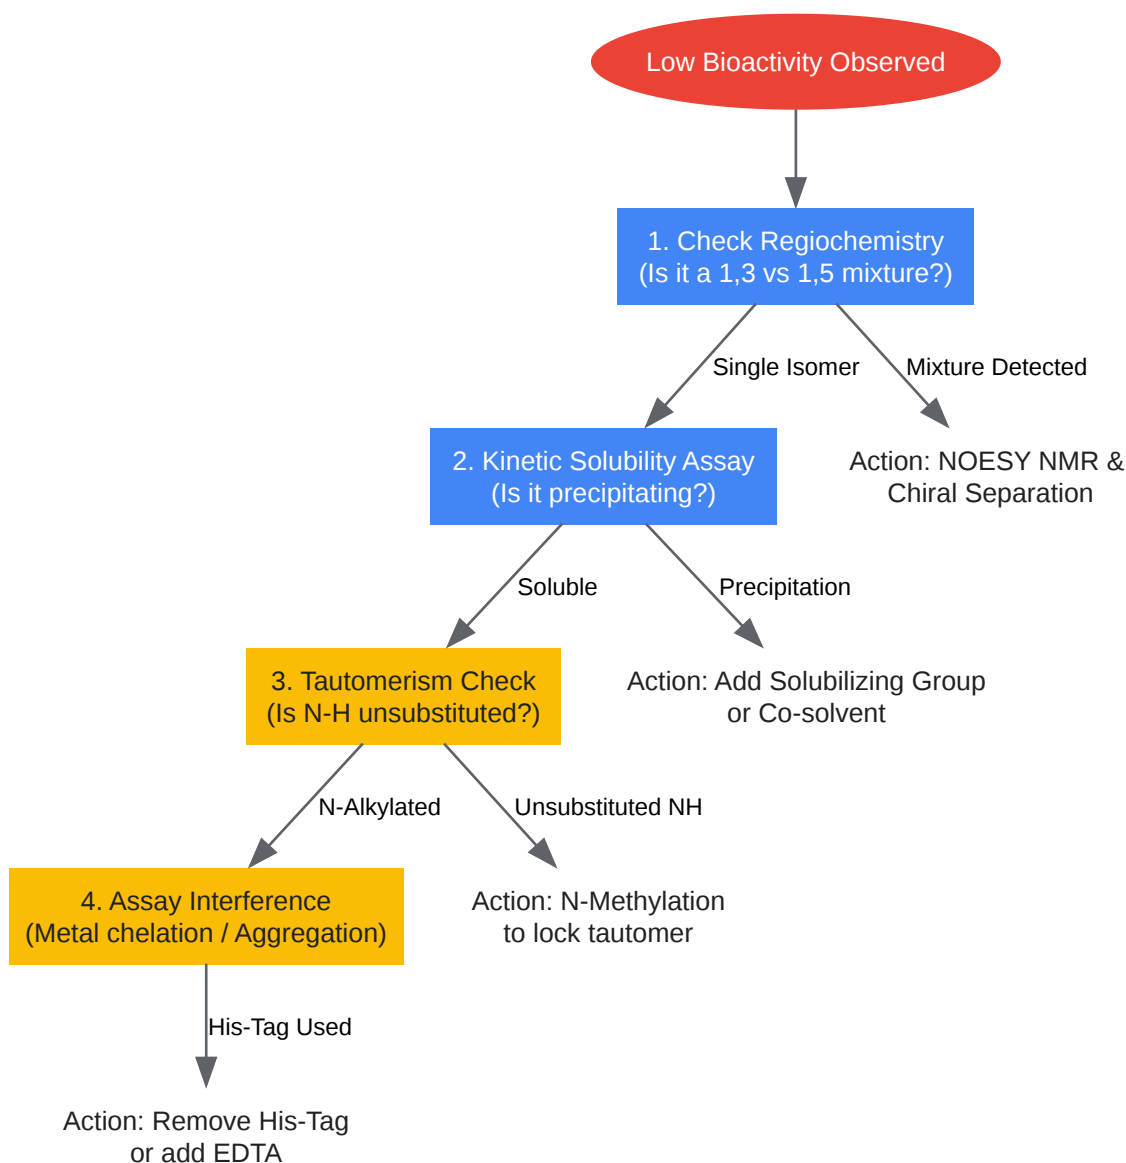 Low Bioactivity Observed
1. Check Regiochemistry
(Is it a 1,3 vs 1,5 mixture?)
Single Isomer
Mixture Detected
2. Kinetic Solubility Assay
(Is it precipitating?)
Action: NOESY NMR &
Chiral Separation
Soluble
Precipitation
3. Tautomerism Check
(Is N-H unsubstituted?)
Action: Add Solubilizing Group
or Co-solvent
N-Alkylated
Unsubstituted NH
4. Assay Interference
(Metal chelation / Aggregation)
Action: N-Methylation
to lock tautomer
His-Tag Used
Action: Remove His-Tag
or add EDTA